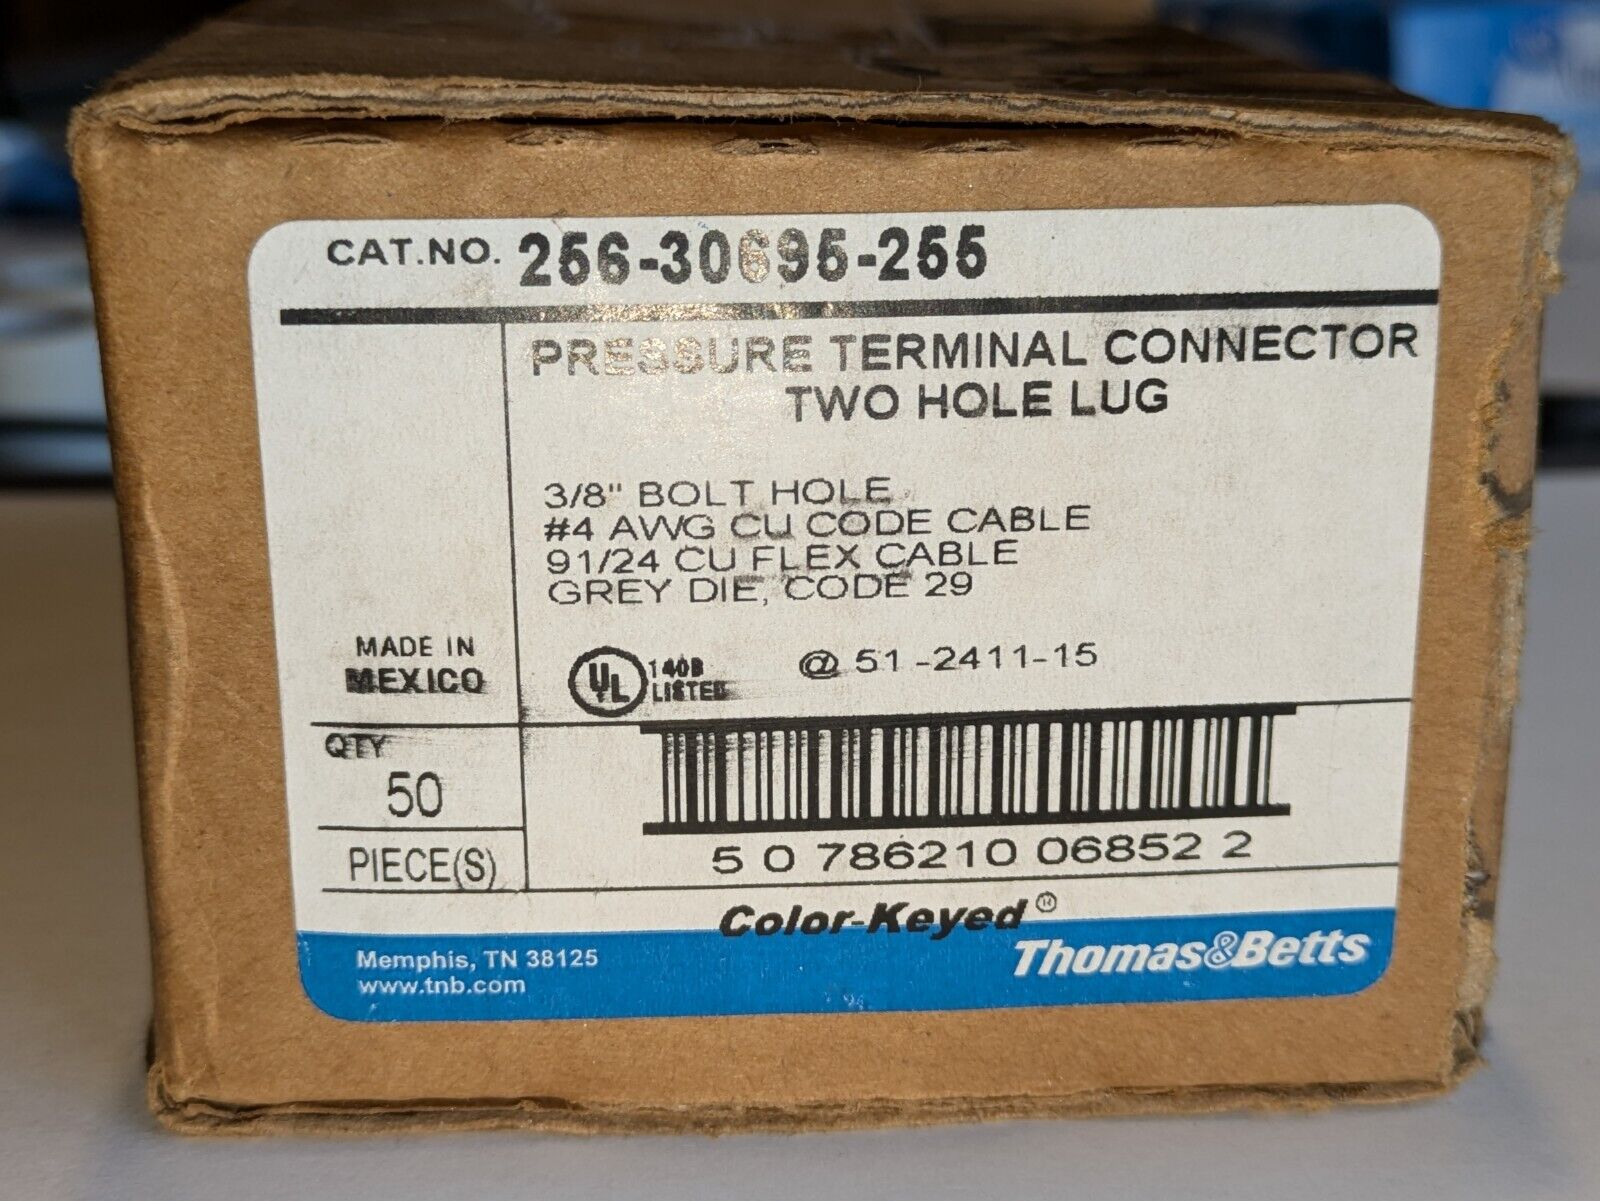 CAT.NO. 256-30695-255
PRESSURE TERMINAL CONNECTOR
TWO HOLE LUG
3/8" BOLT HOLE
#4 AWG CU CODE CABLE
91/24 CU FLEX CABLE
GREY DIE, CODE 29
MADE IN
MEXICO
UL
140B
LISTED
@ 51-2411-15
QTY
50
PIECE(S)
5 0 786210 06852 2
Color-Keyed®
Thomas&Betts
Memphis, TN 38125
www.tnb.com